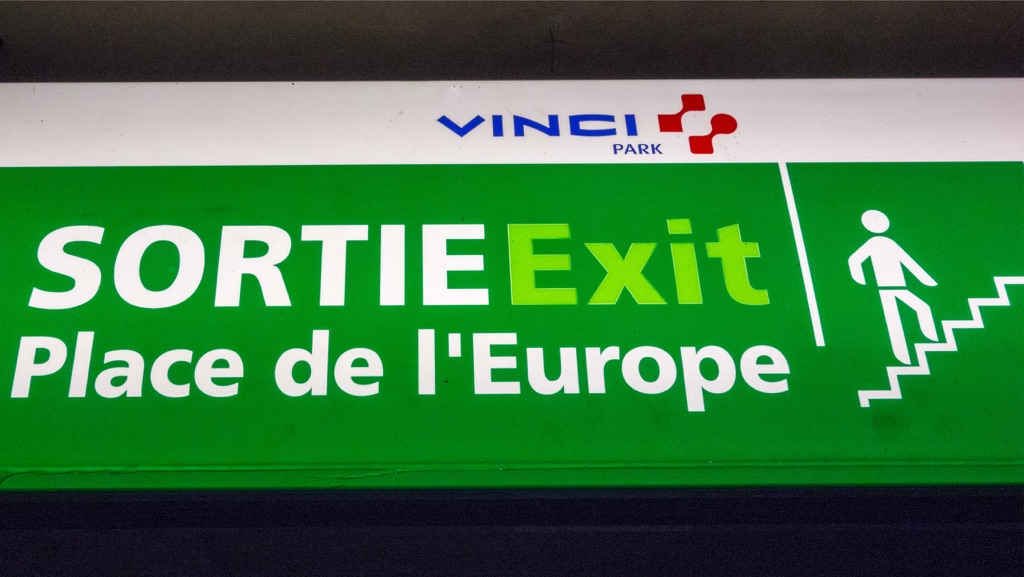 VINCI
PARK
SORTIE Exit
Place de l'Europe